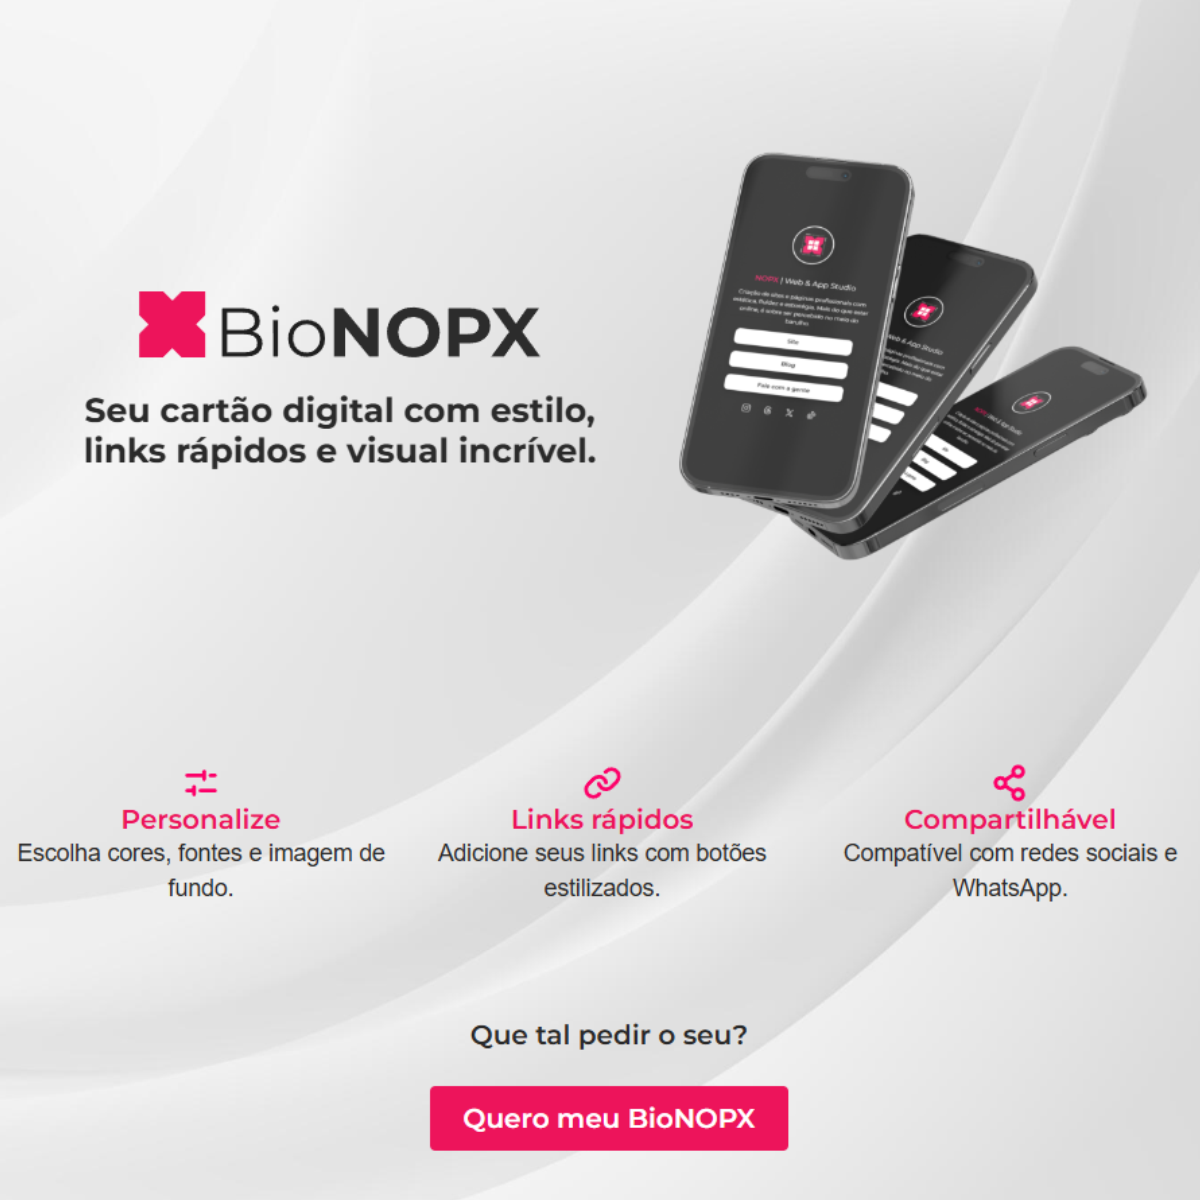 BioNOPX
Seu cartão digital com estilo,
links rápidos e visual incrível.
NOPX | Web & App Studio
Criação de sites e páginas profissionais com
estética, fluidez e estratégia. Mais do que estar
online, é sobre ser percebido no meio do
barulho.
Site
Blog
Fale com a gente
Web & App Studio
Personalize
Escolha cores, fontes e imagem de
fundo.
Links rápidos
Adicione seus links com botões
estilizados.
Compartilhável
Compatível com redes sociais e
WhatsApp.
Que tal pedir o seu?
Quero meu BioNOPX